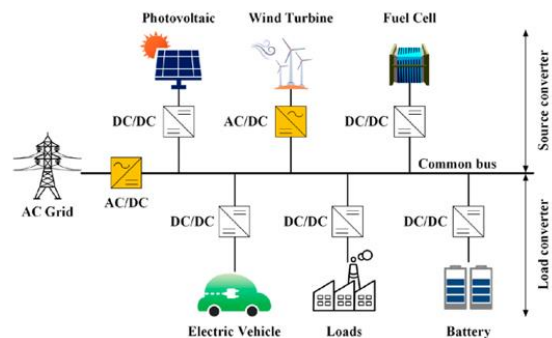 Photovoltaic
Wind Turbine
Fuel Cell
DC/DC
AC/DC
DC/DC
Source converter
Common bus
AC Grid
AC/DC
DC/DC
DC/DC
DC/DC
Load converter
Electric Vehicle
Loads
Battery